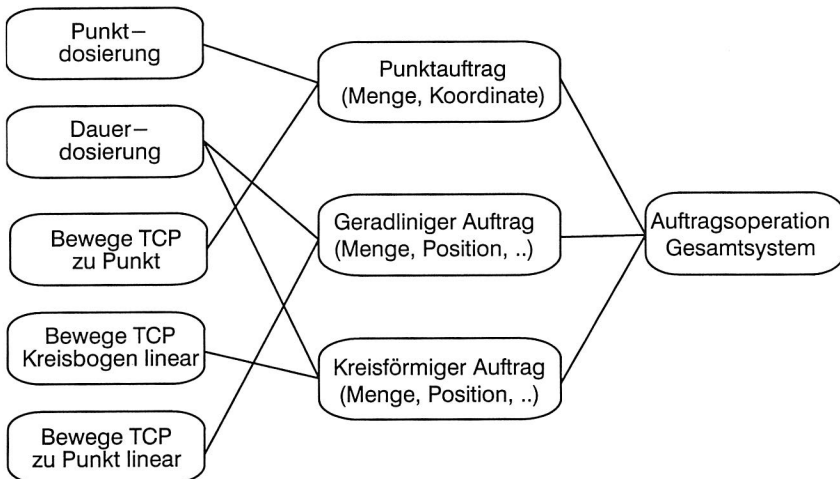 Punkt–
dosierung
Dauer–
dosierung
Bewege TCP
zu Punkt
Bewege TCP
Kreisbogen linear
Bewege TCP
zu Punkt linear
Punktauftrag
(Menge, Koordinate)
Geradliniger Auftrag
(Menge, Position, ..)
Kreisförmiger Auftrag
(Menge, Position, ..)
Auftragsoperation
Gesamtsystem